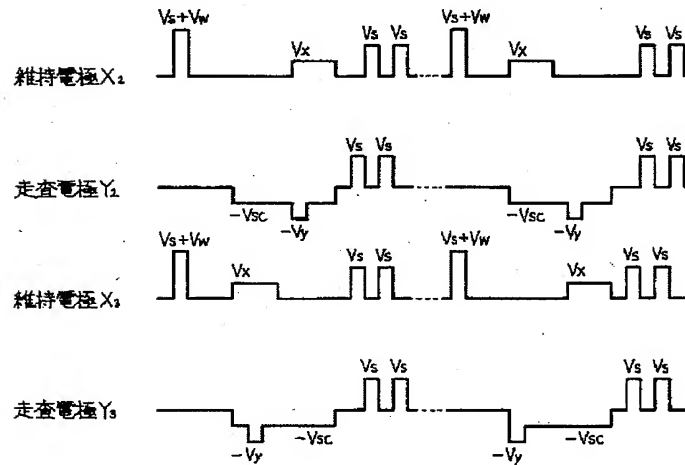 Vs+Vw Vx Vs Vs Vs+Vw Vx Vs Vs
維持電極X₂
Vs Vs Vs Vs
走査電極Y₂
-Vsc -Vy -Vsc -Vy
Vs+Vw Vx Vs Vs Vs+Vw Vx Vs Vs
維持電極X₃
Vs Vs Vs Vs
走査電極Y₃
-Vy -Vsc -Vy -Vsc